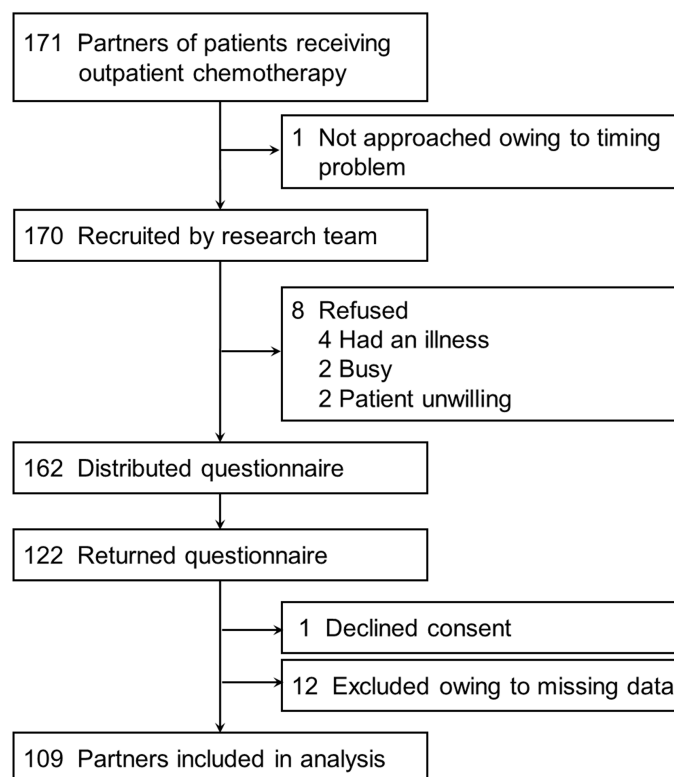 171 Partners of patients receiving
outpatient chemotherapy
1 Not approached owing to timing
problem
170 Recruited by research team
8 Refused
4 Had an illness
2 Busy
2 Patient unwilling
162 Distributed questionnaire
122 Returned questionnaire
1 Declined consent
12 Excluded owing to missing data
109 Partners included in analysis